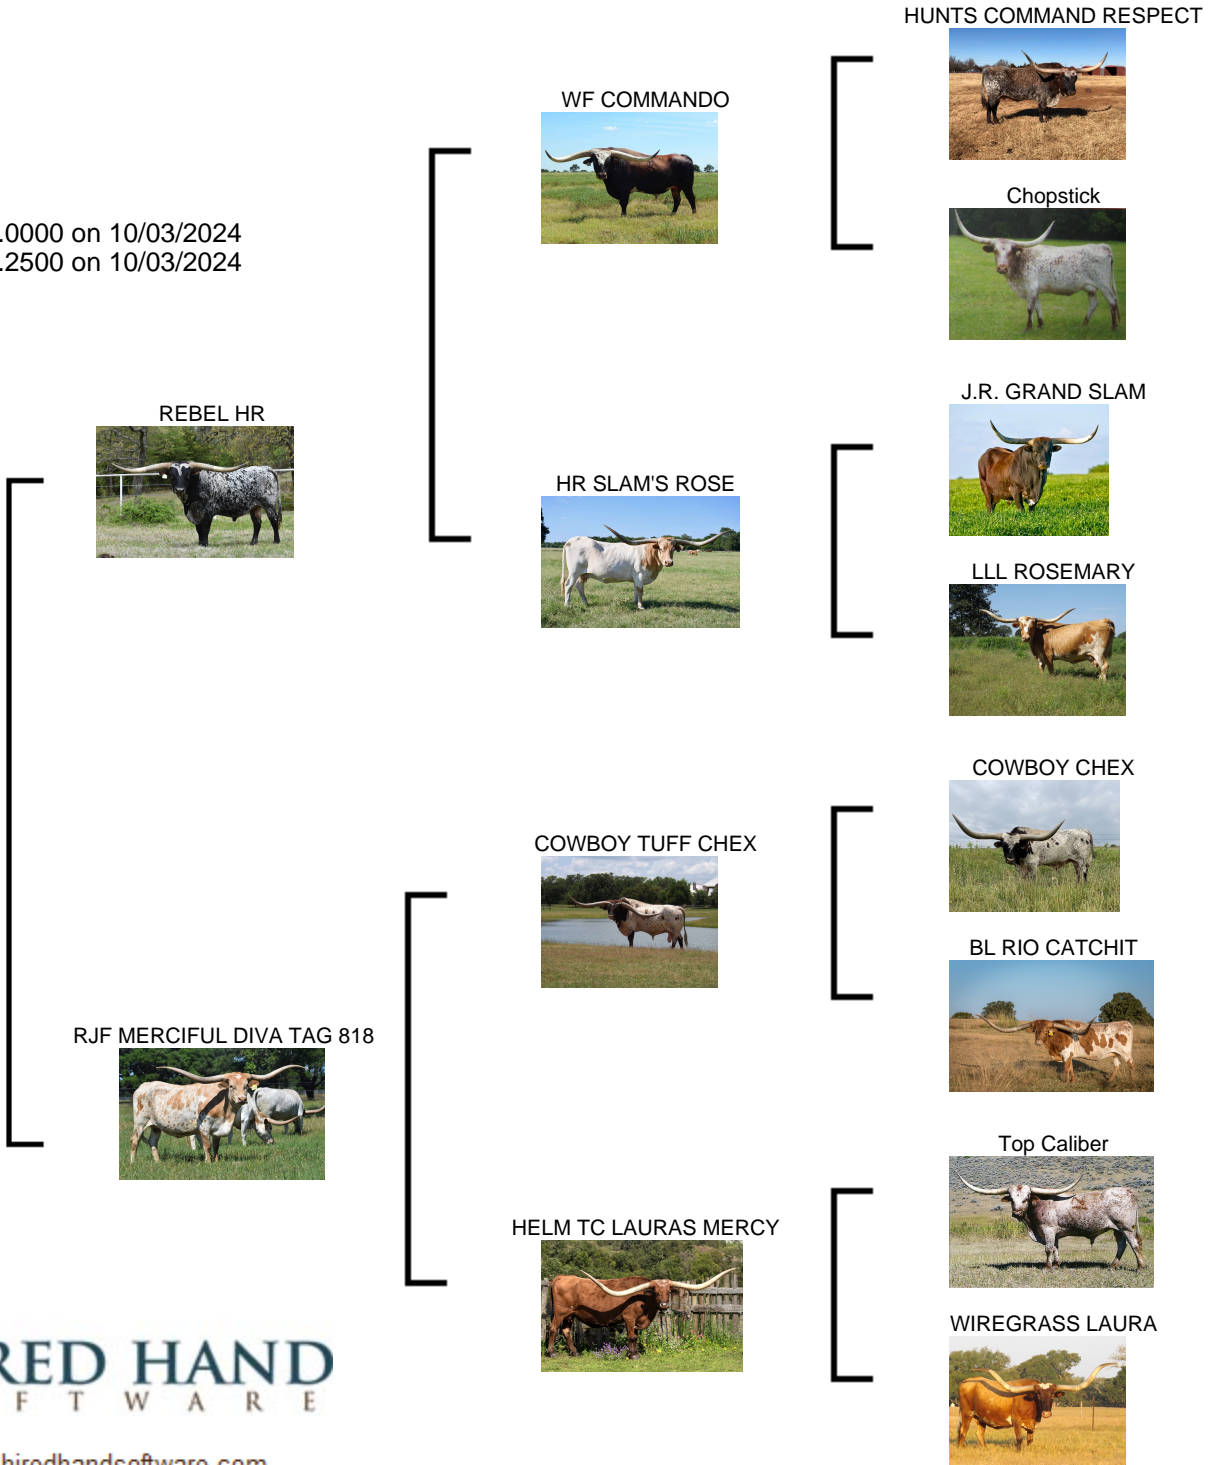 HUNTS COMMAND RESPECT
WF COMMANDO
Chopstick
.0000 on 10/03/2024
.2500 on 10/03/2024
J.R. GRAND SLAM
REBEL HR
HR SLAM'S ROSE
LLL ROSEMARY
COWBOY CHEX
COWBOY TUFF CHEX
BL RIO CATCHIT
RJF MERCIFUL DIVA TAG 818
Top Caliber
HELM TC LAURAS MERCY
WIREGRASS LAURA
RED HAND
F T W A R E
hiredhandsoftware.com